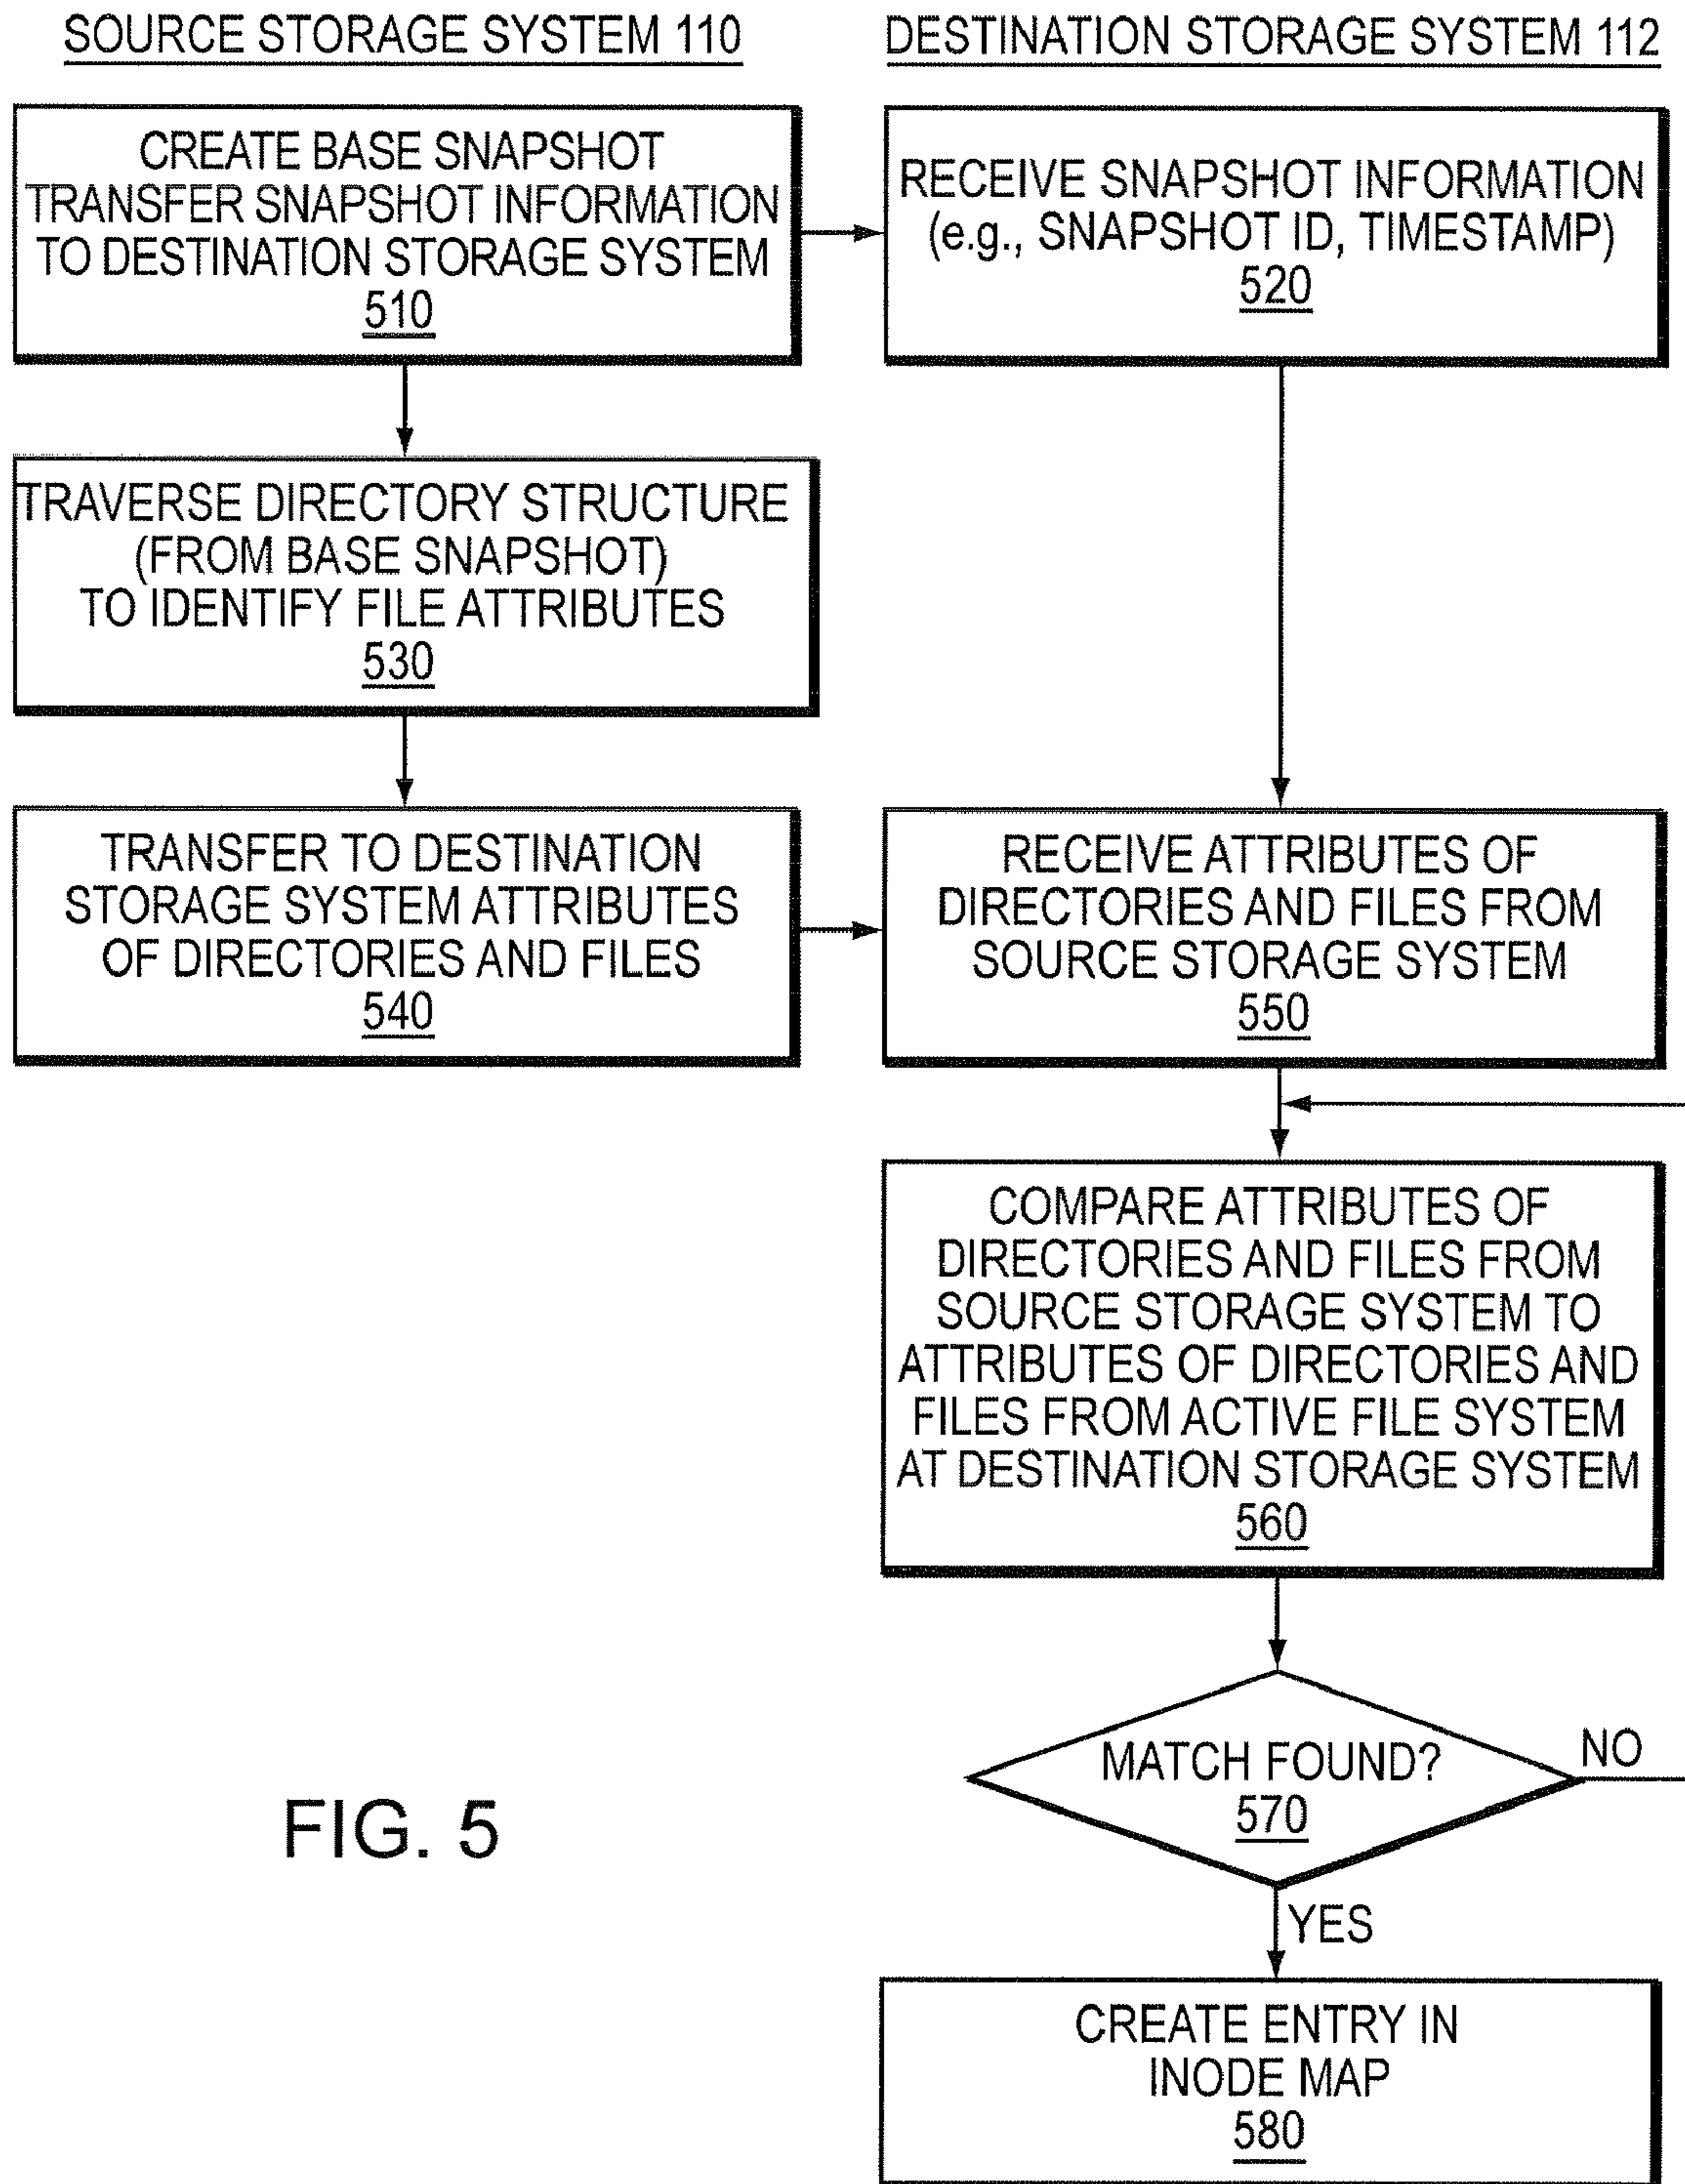 SOURCE STORAGE SYSTEM 110
DESTINATION STORAGE SYSTEM 112
CREATE BASE SNAPSHOT
TRANSFER SNAPSHOT INFORMATION
TO DESTINATION STORAGE SYSTEM
510
RECEIVE SNAPSHOT INFORMATION
(e.g., SNAPSHOT ID, TIMESTAMP)
520
TRAVERSE DIRECTORY STRUCTURE
(FROM BASE SNAPSHOT)
TO IDENTIFY FILE ATTRIBUTES
530
TRANSFER TO DESTINATION
STORAGE SYSTEM ATTRIBUTES
OF DIRECTORIES AND FILES
540
RECEIVE ATTRIBUTES OF
DIRECTORIES AND FILES FROM
SOURCE STORAGE SYSTEM
550
COMPARE ATTRIBUTES OF
DIRECTORIES AND FILES FROM
SOURCE STORAGE SYSTEM TO
ATTRIBUTES OF DIRECTORIES AND
FILES FROM ACTIVE FILE SYSTEM
AT DESTINATION STORAGE SYSTEM
560
MATCH FOUND?
570
NO
YES
CREATE ENTRY IN
INODE MAP
580
FIG. 5